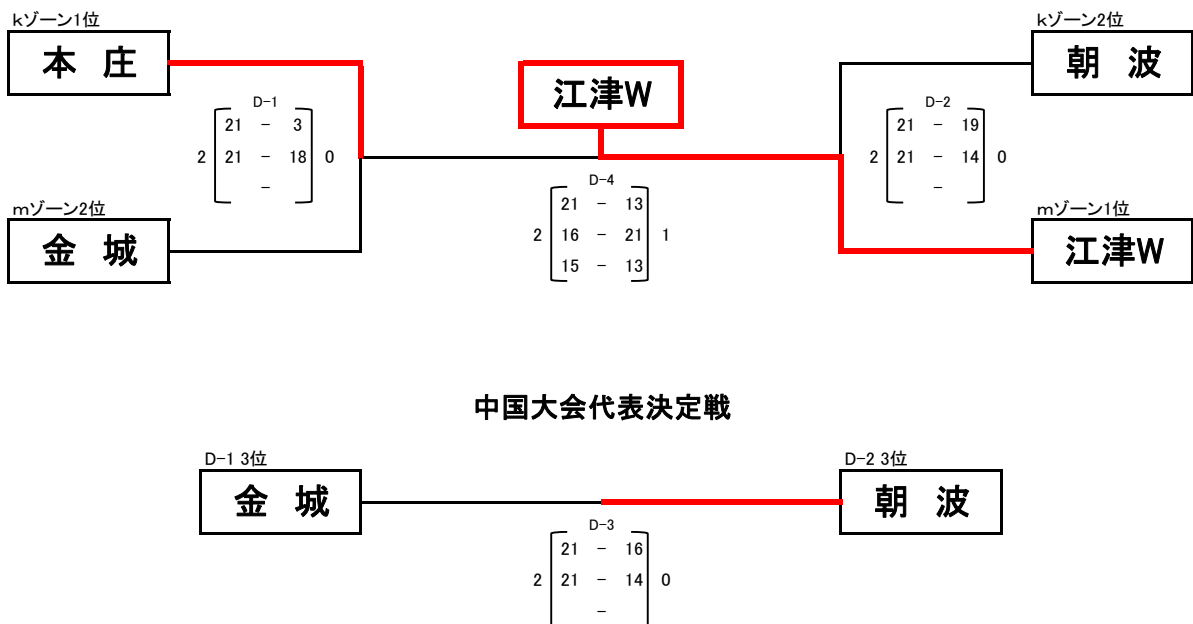 kゾーン1位
kゾーン2位
本 庄
江津W
朝 波
D-1
21 - 3
2 21 - 18 0
-
D-2
21 - 19
2 21 - 14 0
-
D-4
21 - 13
2 16 - 21 1
15 - 13
mゾーン2位
金 城
mゾーン1位
江津W
中国大会代表決定戦
D-1 3位
金 城
D-2 3位
朝 波
D-3
21 - 16
2 21 - 14 0
-